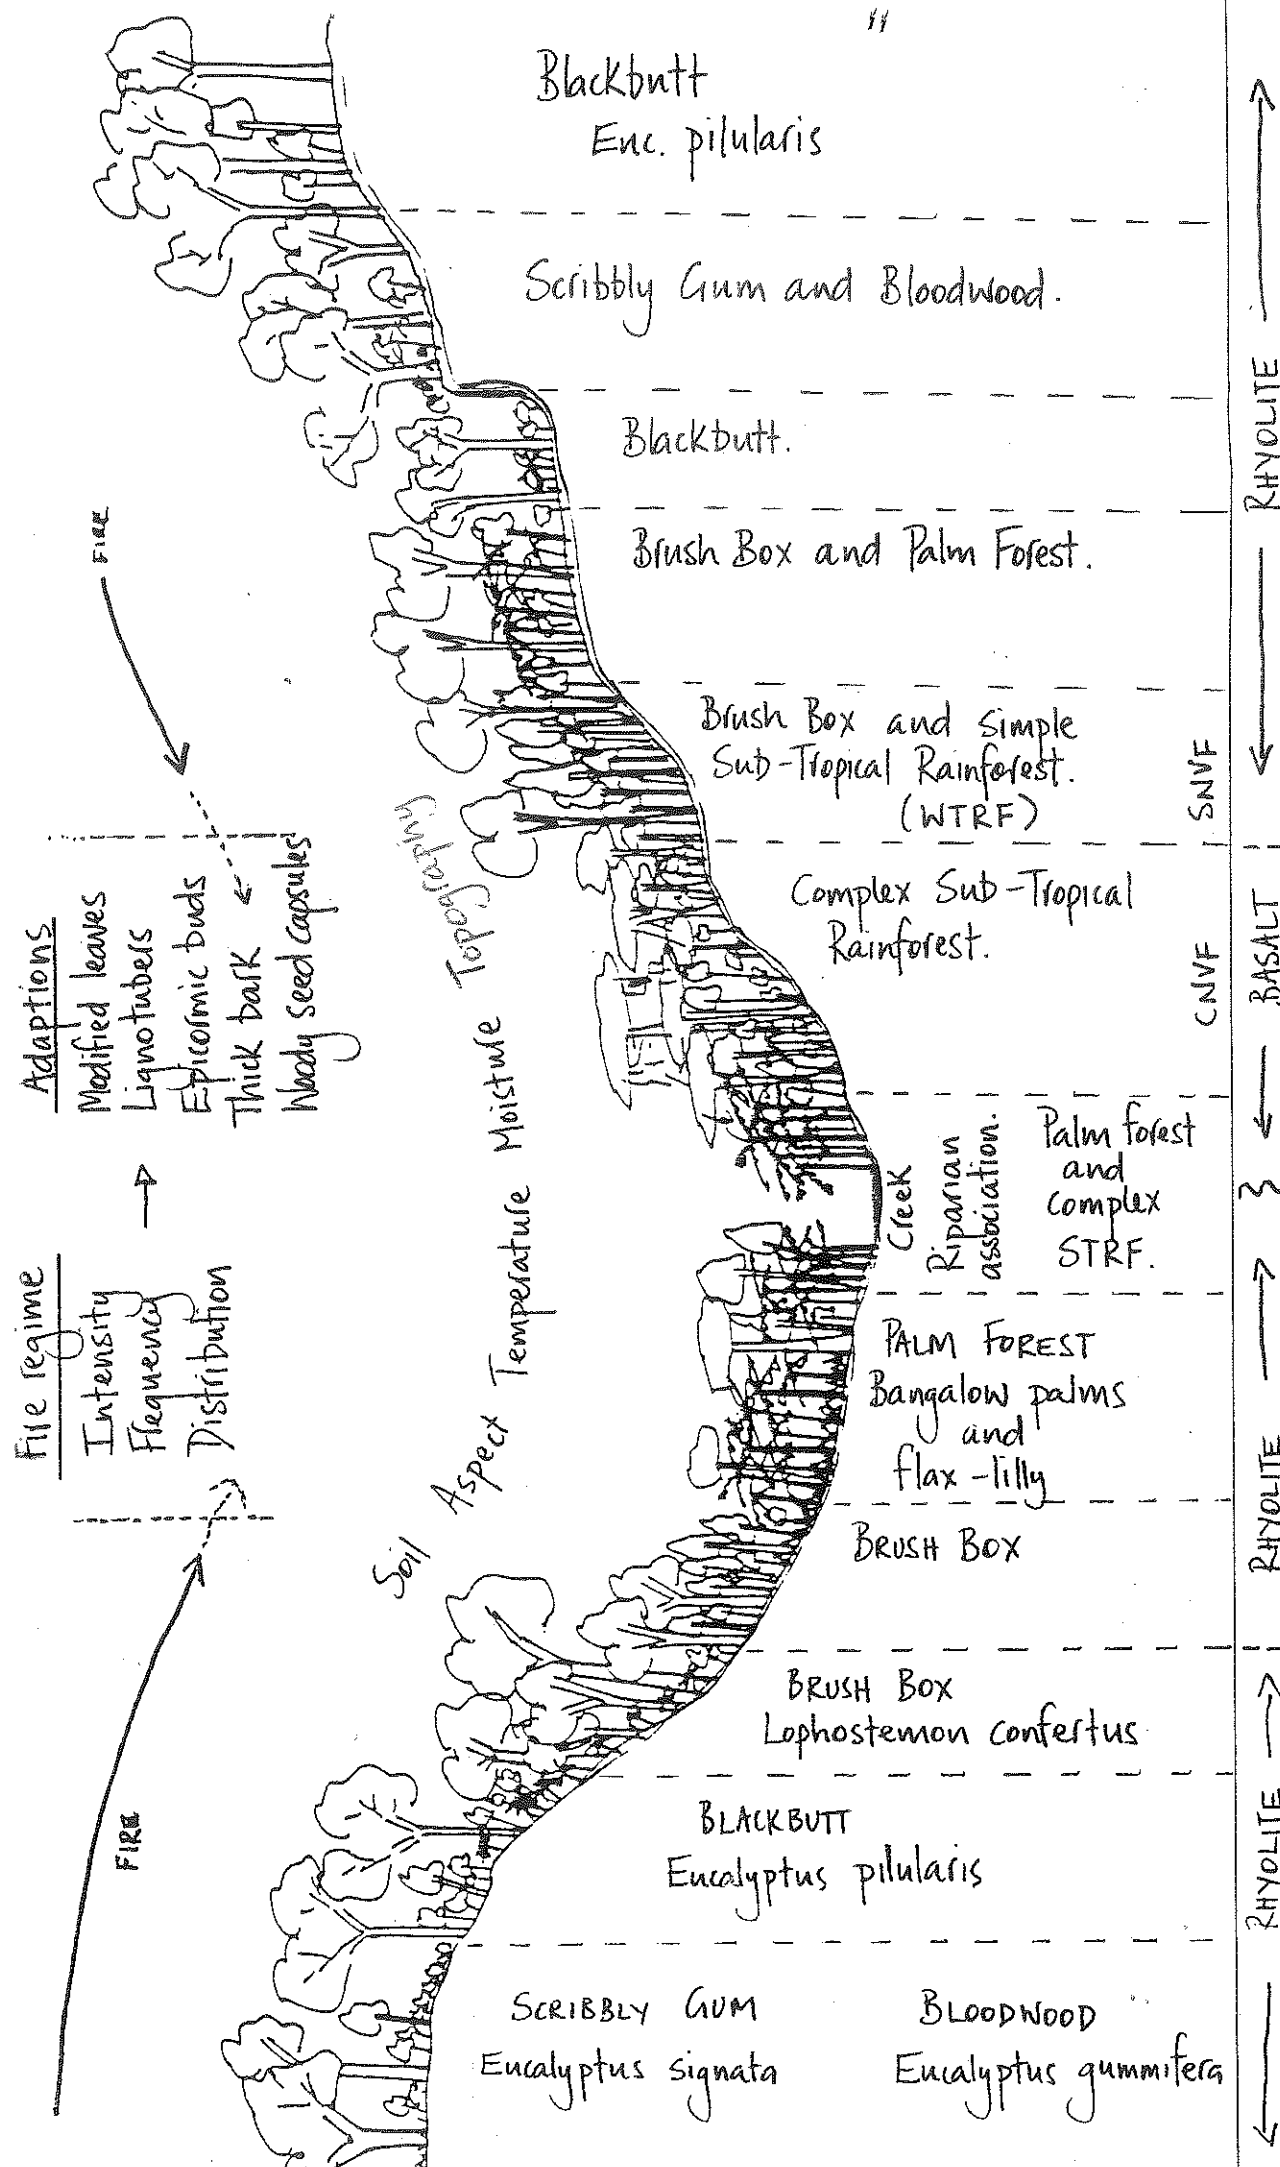 "
Blackbutt
Enc. pilularis
Scribbly Gum and Bloodwood.
Blackbutt.
Brush Box and Palm Forest.
Brush Box and simple
Sub-Tropical Rainforest.
(WTRF)
SNVF
Complex Sub-Tropical
Rainforest.
CNVF
Creek
Riparian
association.
Palm forest
and
complex
STRF.
PALM FOREST
Bangalow palms
and
flax-lilly
BRUSH BOX
BRUSH BOX
Lophostemon confertus
BLACKBUTT
Eucalyptus pilularis
SCRIBBLY GUM
Eucalyptus signata
BLOODWOOD
Eucalyptus gummifera
RHYOLITE
BASALT
?
RHYOLITE
RHYOLITE
FIRE
Adaptions
Modified leaves
Lignotubers
Epicormic buds
Thick bark
Woody seed capsules
Fire regime
Intensity
Frequency
Distribution
FIRE
Soil Aspect Temperature Moisture Topography